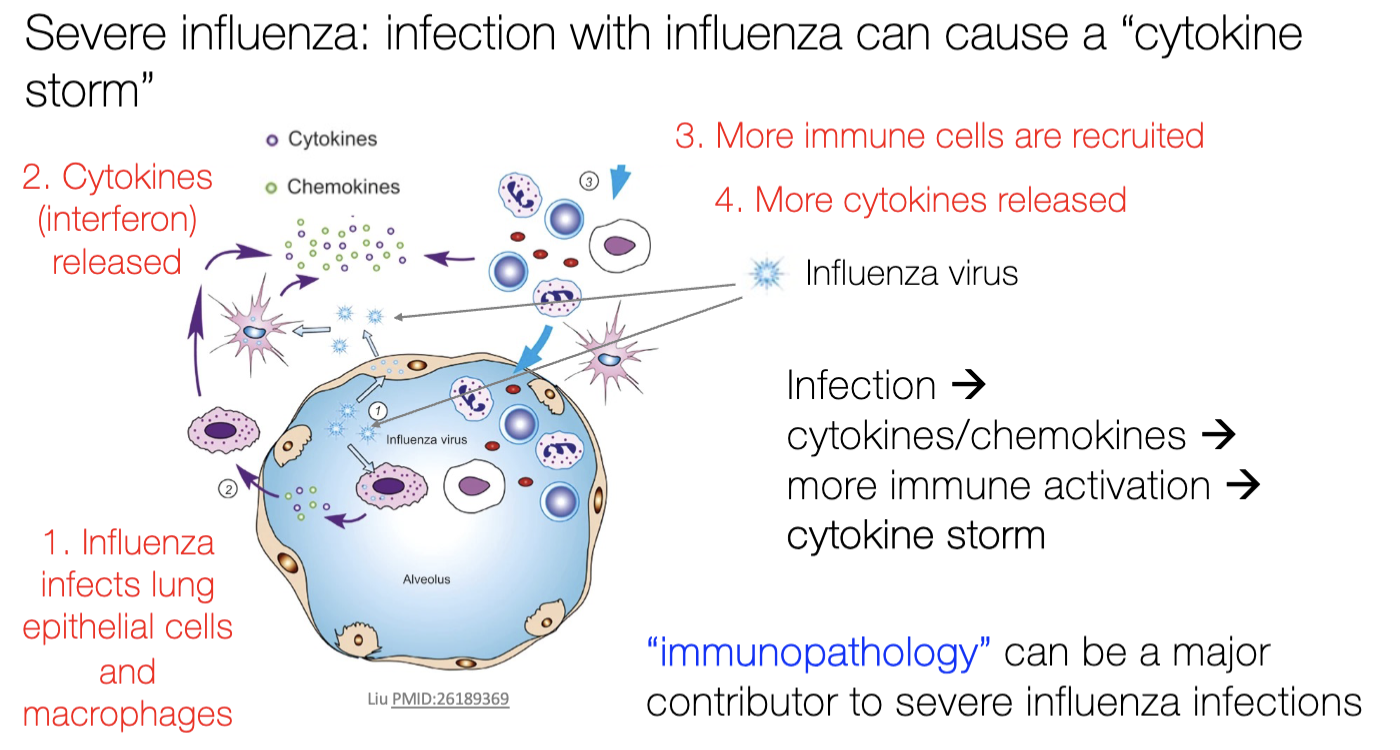 Severe influenza: infection with influenza can cause a “cytokine
storm”
Cytokines
Chemokines
2. Cytokines
(interferon)
released
3. More immune cells are recruited
4. More cytokines released
3
Influenza virus
1
Influenza virus
2
Alveolus
1. Influenza
infects lung
epithelial cells
and
macrophages
Infection →
cytokines/chemokines →
more immune activation →
cytokine storm
“immunopathology” can be a major
contributor to severe influenza infections
Liu PMID:26189369